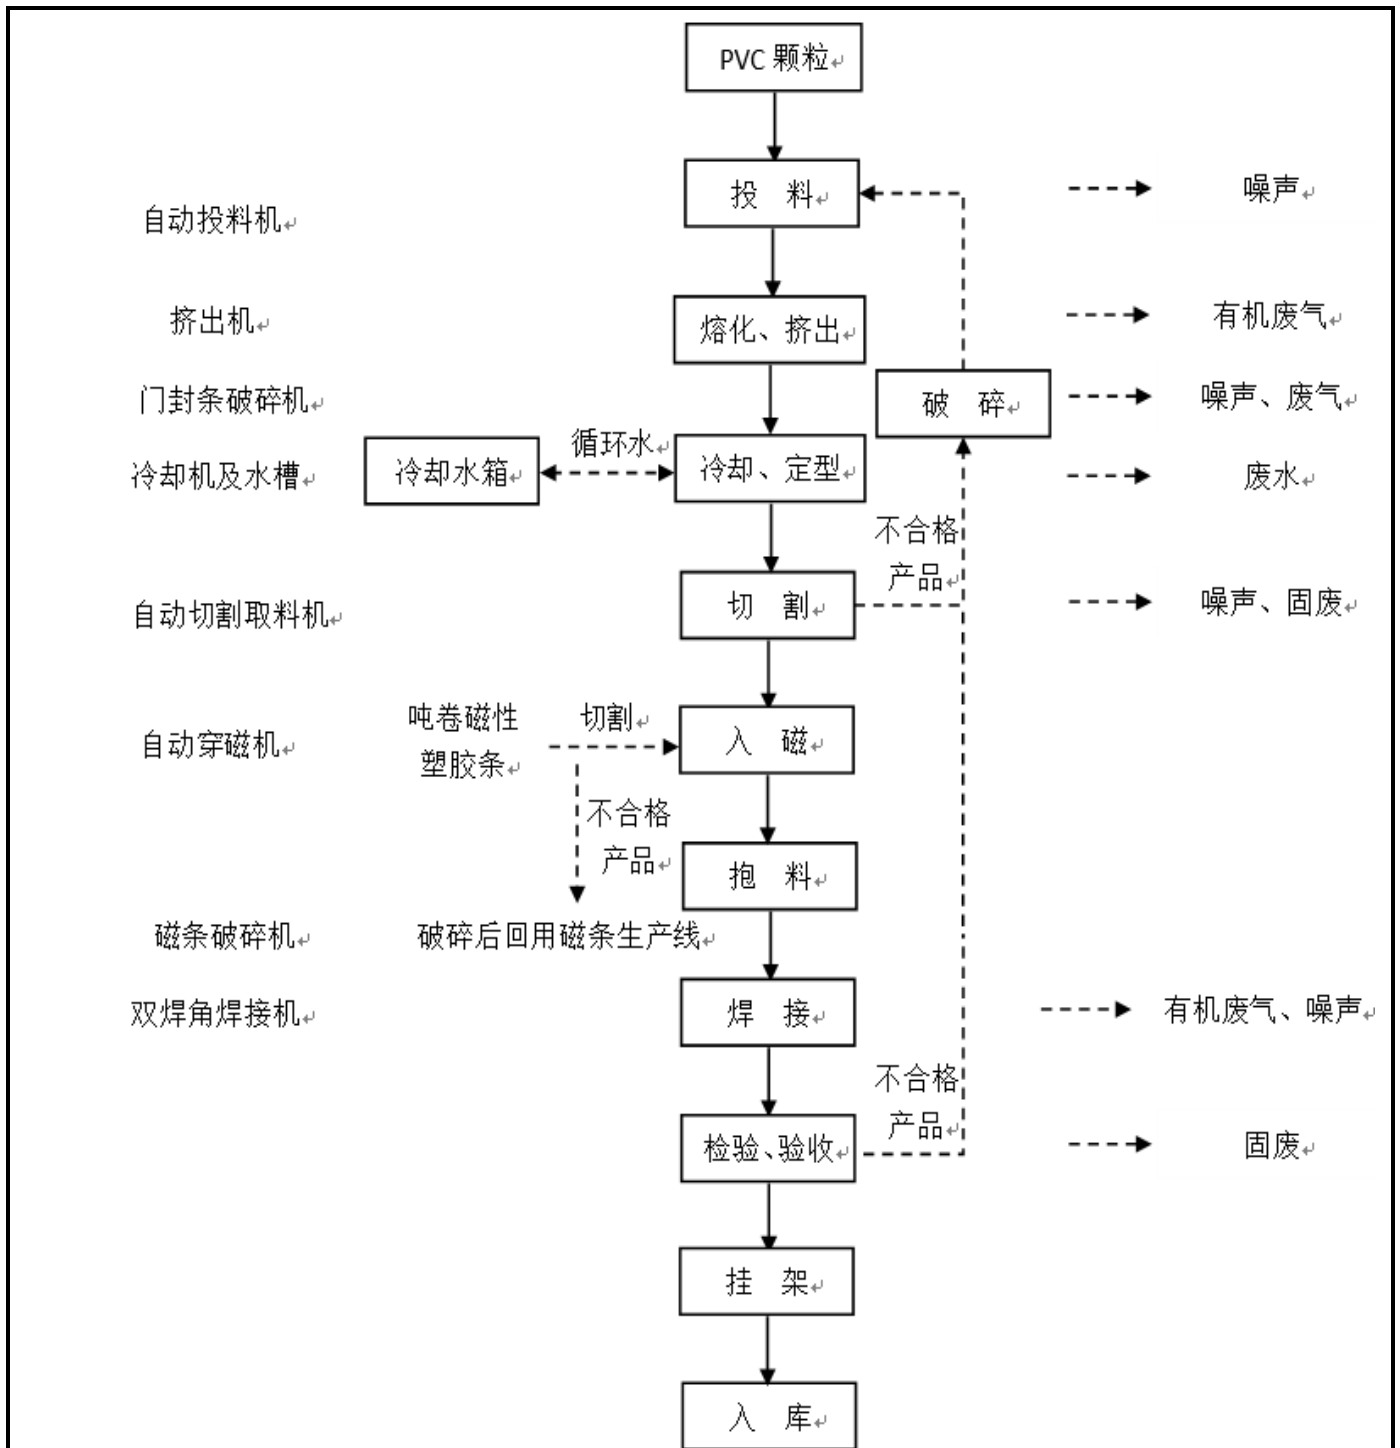 PVC 颗粒
投 料
噪声
自动投料机
挤出机
熔化、挤出
有机废气
门封条破碎机
破 碎
噪声、废气
循环水
冷却机及水槽
冷却水箱
冷却、定型
废水
不合格
产品
自动切割取料机
切 割
噪声、固废
吨卷磁性
塑胶条
切割
自动穿磁机
入 磁
不合格
产品
抱 料
磁条破碎机
破碎后回用磁条生产线
双焊角焊接机
焊 接
有机废气、噪声
不合格
产品
检验、验收
固废
挂 架
入 库